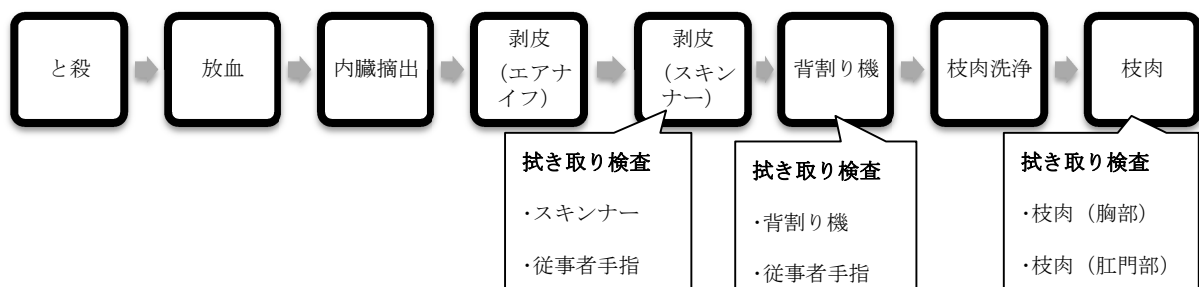 と殺
放血
内臓摘出
剥皮
（エアナ
イフ）
剥皮
（スキン
ナー）
背割り機
枝肉洗浄
枝肉
拭き取り検査
･スキンナー
･従事者手指
拭き取り検査
･背割り機
･従事者手指
拭き取り検査
･枝肉（胸部）
･枝肉（肛門部）